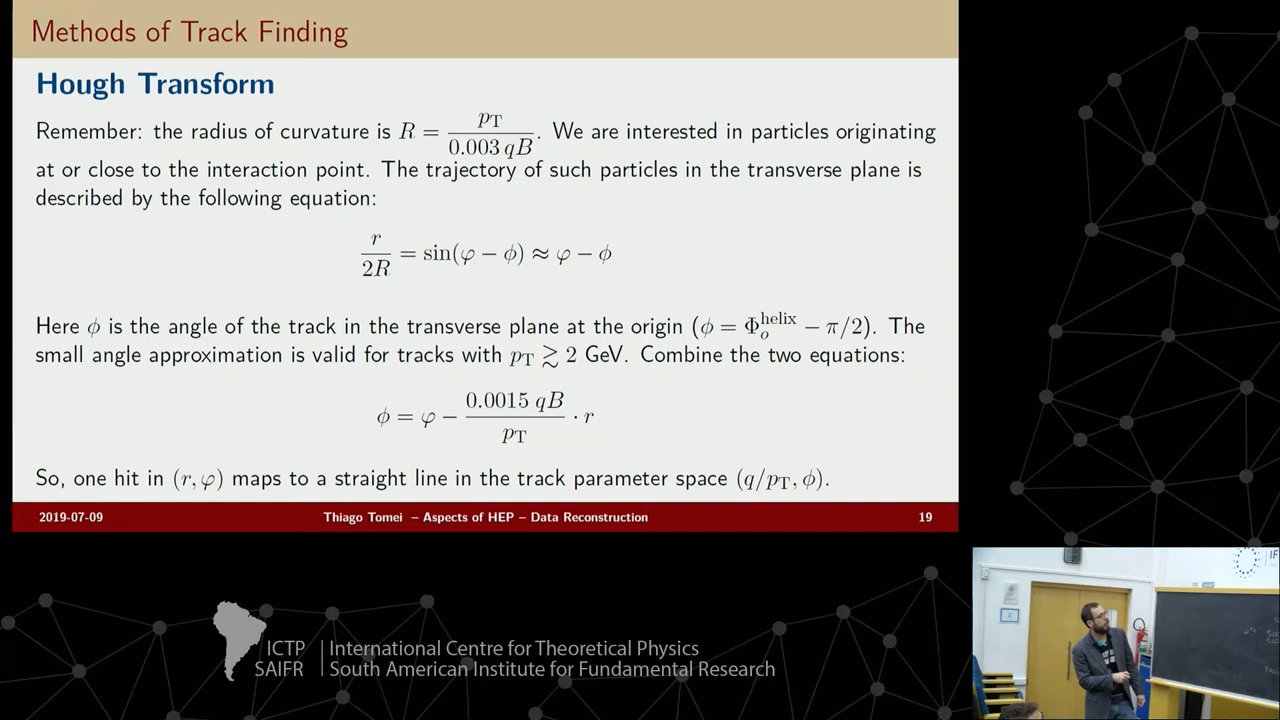 Methods of Track Finding
Hough Transform
Remember: the radius of curvature is R = pT / 0.003 qB. We are interested in particles originating
at or close to the interaction point. The trajectory of such particles in the transverse plane is
described by the following equation:
r / 2R = sin(φ − ϕ) ≈ φ − ϕ
Here ϕ is the angle of the track in the transverse plane at the origin (ϕ = Φ_o^helix − π/2). The
small angle approximation is valid for tracks with pT ≳ 2 GeV. Combine the two equations:
ϕ = φ − 0.0015 qB / pT · r
So, one hit in (r, φ) maps to a straight line in the track parameter space (q/pT, ϕ).
2019-07-09 Thiago Tomei – Aspects of HEP – Data Reconstruction 19
ICTP International Centre for Theoretical Physics
SAIFR South American Institute for Fundamental Research